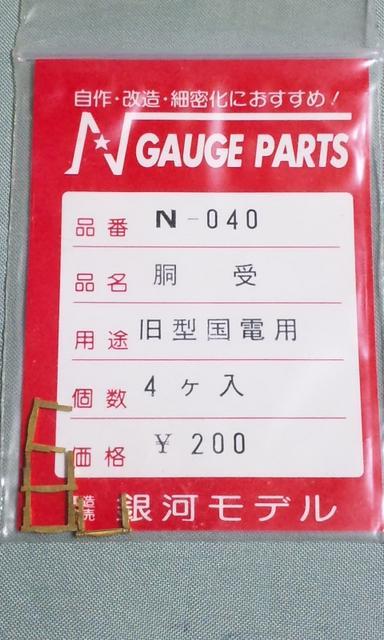 自作・改造・細密化におすすめ！
N GAUGE PARTS
品番 N-040
品名 胴 受
用途 旧型国電用
個数 4ヶ入
価格 ¥200
造 銀河モデル
売